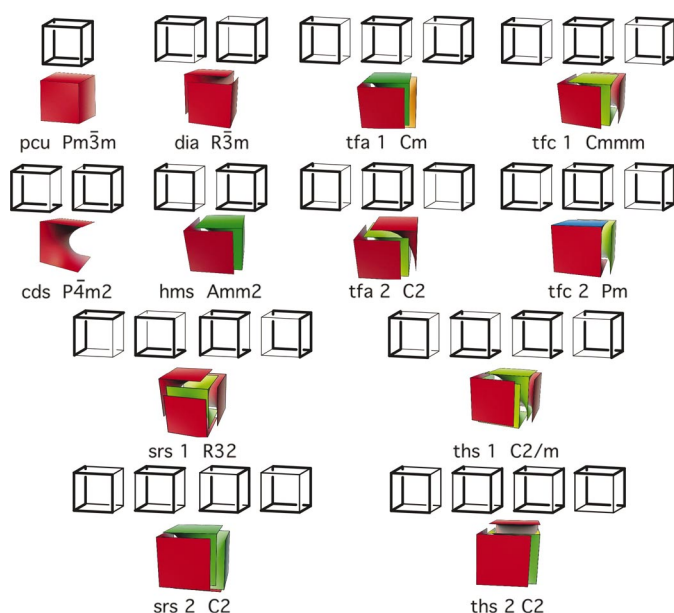 pcu Pm3̄m dia R3̄m tfa 1 Cm tfc 1 Cmmm
cds P4̄m2 hms Amm2 tfa 2 C2 tfc 2 Pm
srs 1 R32 ths 1 C2/m
srs 2 C2 ths 2 C2